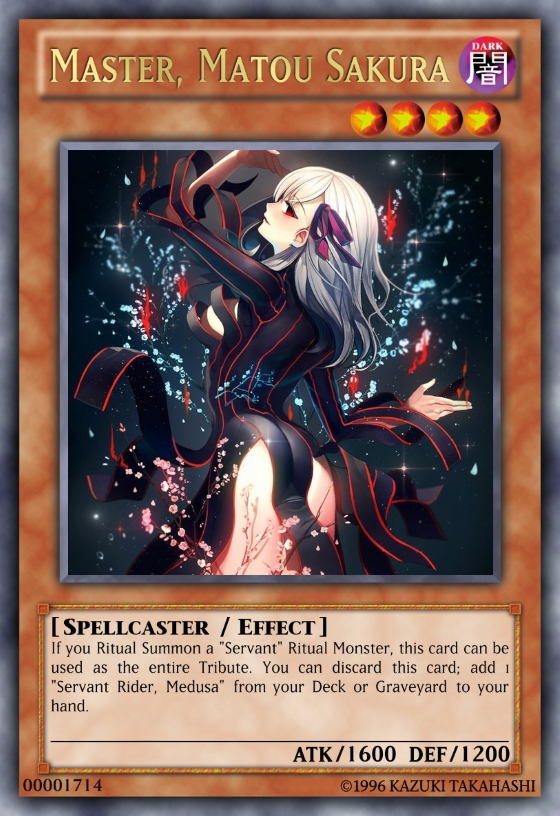 Master, Matou Sakura
DARK
闇
[Spellcaster / Effect]
If you Ritual Summon a "Servant" Ritual Monster, this card can be
used as the entire Tribute. You can discard this card; add 1
"Servant Rider, Medusa" from your Deck or Graveyard to your
hand.
ATK/1600 DEF/1200
00001714
©1996 KAZUKI TAKAHASHI